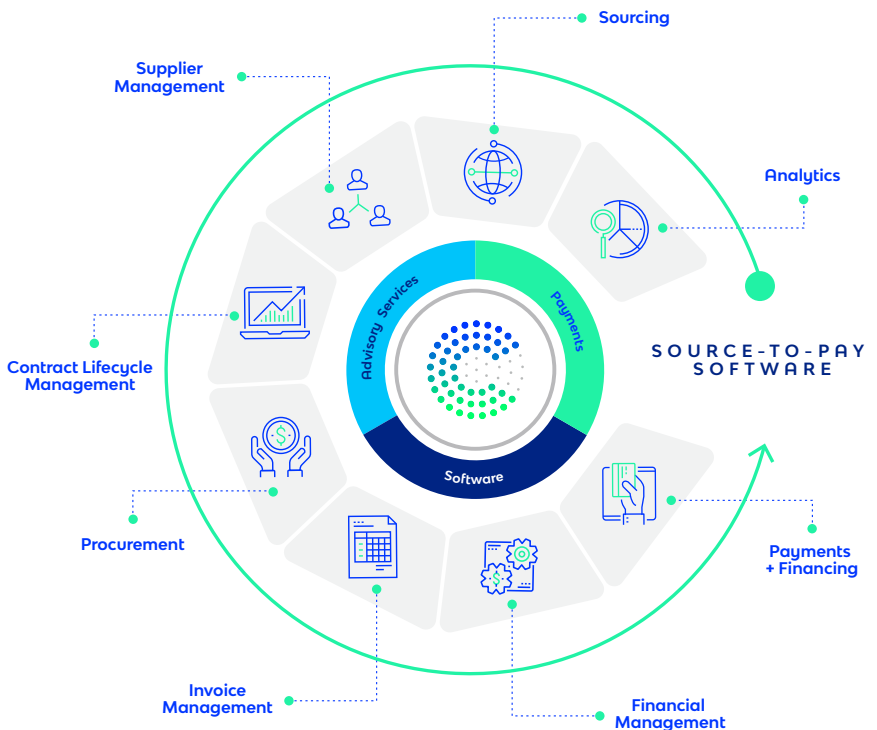 Sourcing
Supplier
Management
Analytics
Advisory Services
Payments
SOURCE-TO-PAY
SOFTWARE
Contract Lifecycle
Management
Software
Procurement
Payments
+ Financing
Invoice
Management
Financial
Management
$
$